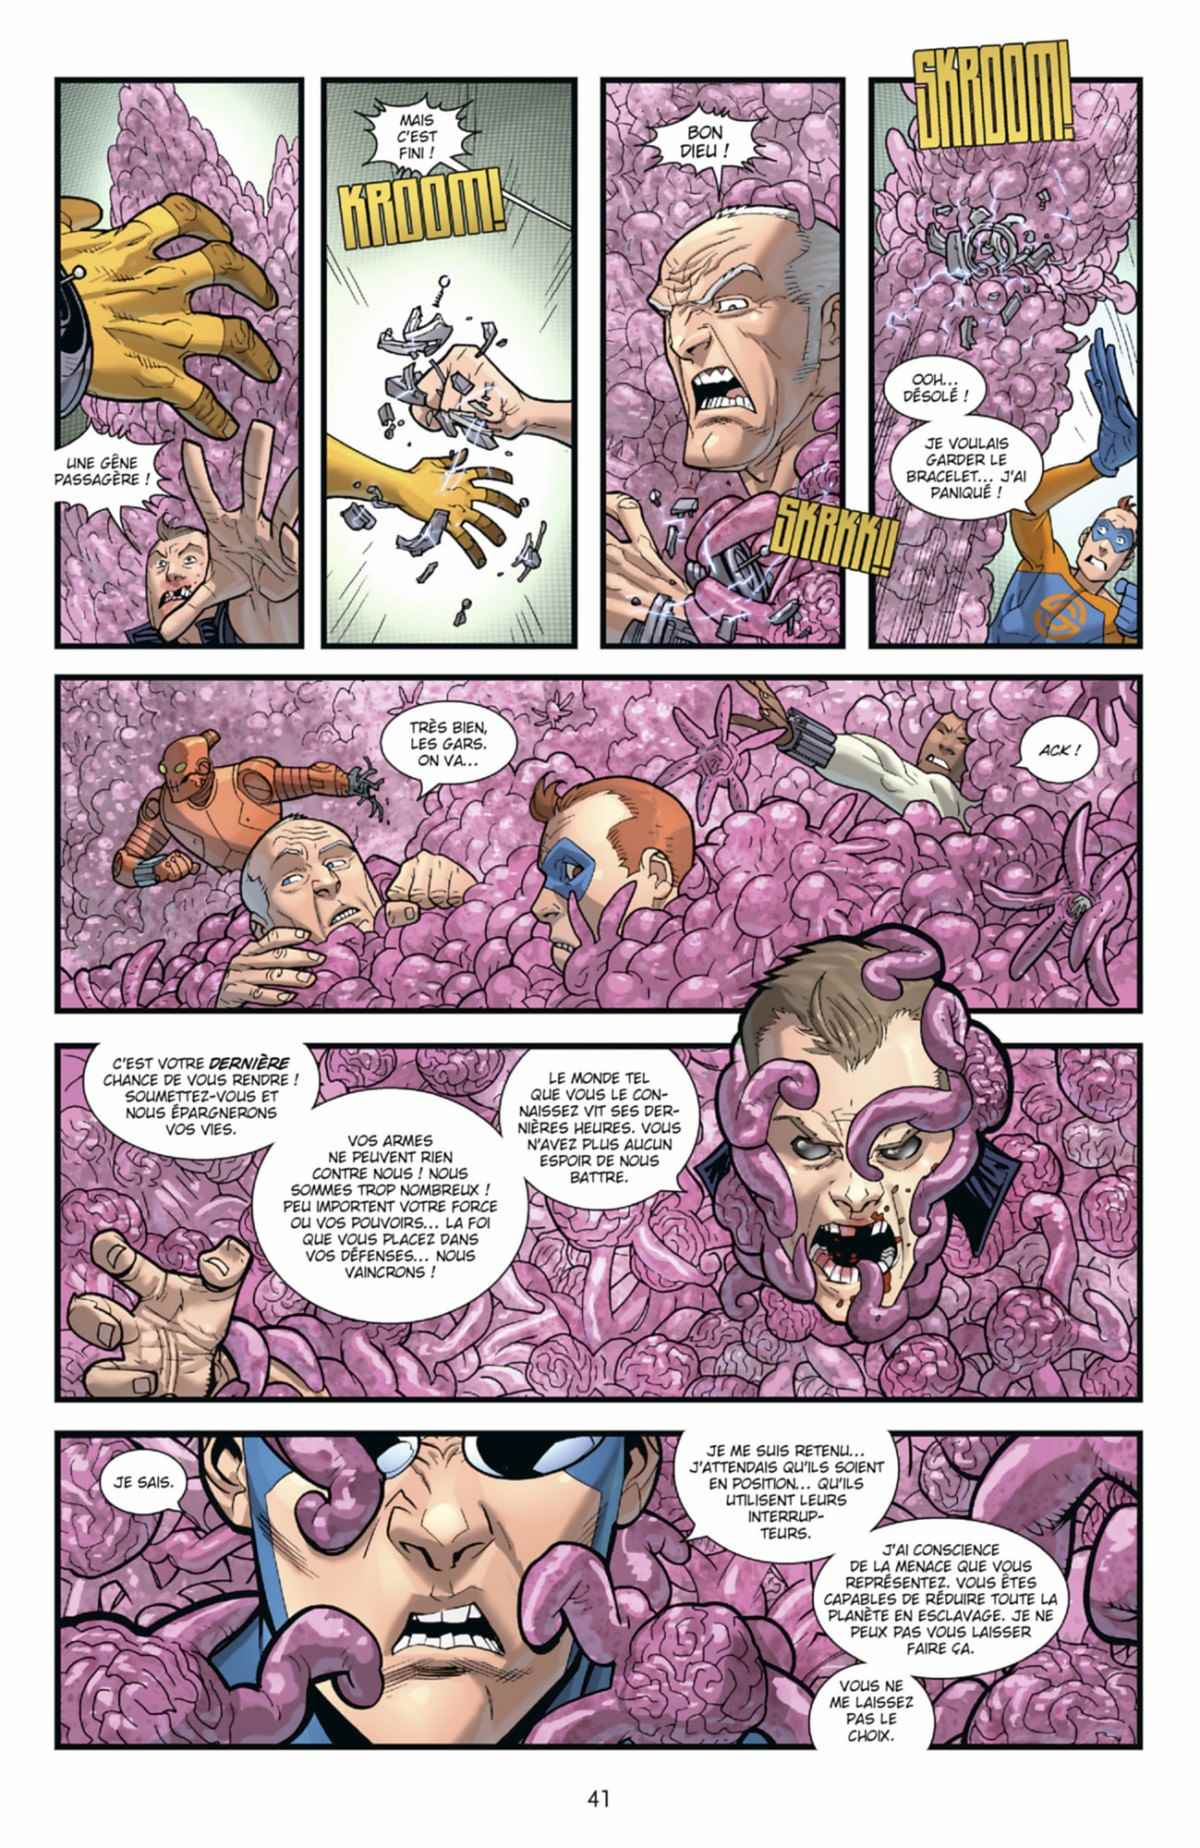 UNE GÊNE
PASSAGÈRE !
MAIS
C'EST
FINI !
KROOM!
BON
DIEU !
SKRKK!!
SKROOM!
OOH...
DÉSOLÉ !
JE VOULAIS
GARDER LE
BRACELET... J'AI
PANIQUÉ !
TRÈS BIEN,
LES GARS.
ON VA...
ACK !
C'EST VOTRE DERNIÈRE
CHANCE DE VOUS RENDRE !
SOUMETTEZ-VOUS ET
NOUS ÉPARGNERONS
VOS VIES.
VOS ARMES
NE PEUVENT RIEN
CONTRE NOUS ! NOUS
SOMMES TROP NOMBREUX !
PEU IMPORTENT VOTRE FORCE
OU VOS POUVOIRS... LA FOI
QUE VOUS PLACEZ DANS
VOS DÉFENSES... NOUS
VAINCRONS !
LE MONDE TEL
QUE VOUS LE CON-
NAISSEZ VIT SES DER-
NIÈRES HEURES. VOUS
N'AVEZ PLUS AUCUN
ESPOIR DE NOUS
BATTRE.
JE SAIS.
JE ME SUIS RETENU...
J'ATTENDAIS QU'ILS SOIENT
EN POSITION... QU'ILS
UTILISENT LEURS
INTERRUP-
TEURS.
J'AI CONSCIENCE
DE LA MENACE QUE VOUS
REPRÉSENTEZ. VOUS ÊTES
CAPABLES DE RÉDUIRE TOUTE LA
PLANÈTE EN ESCLAVAGE. JE NE
PEUX PAS VOUS LAISSER
FAIRE ÇA.
VOUS NE
ME LAISSEZ
PAS LE
CHOIX.
41